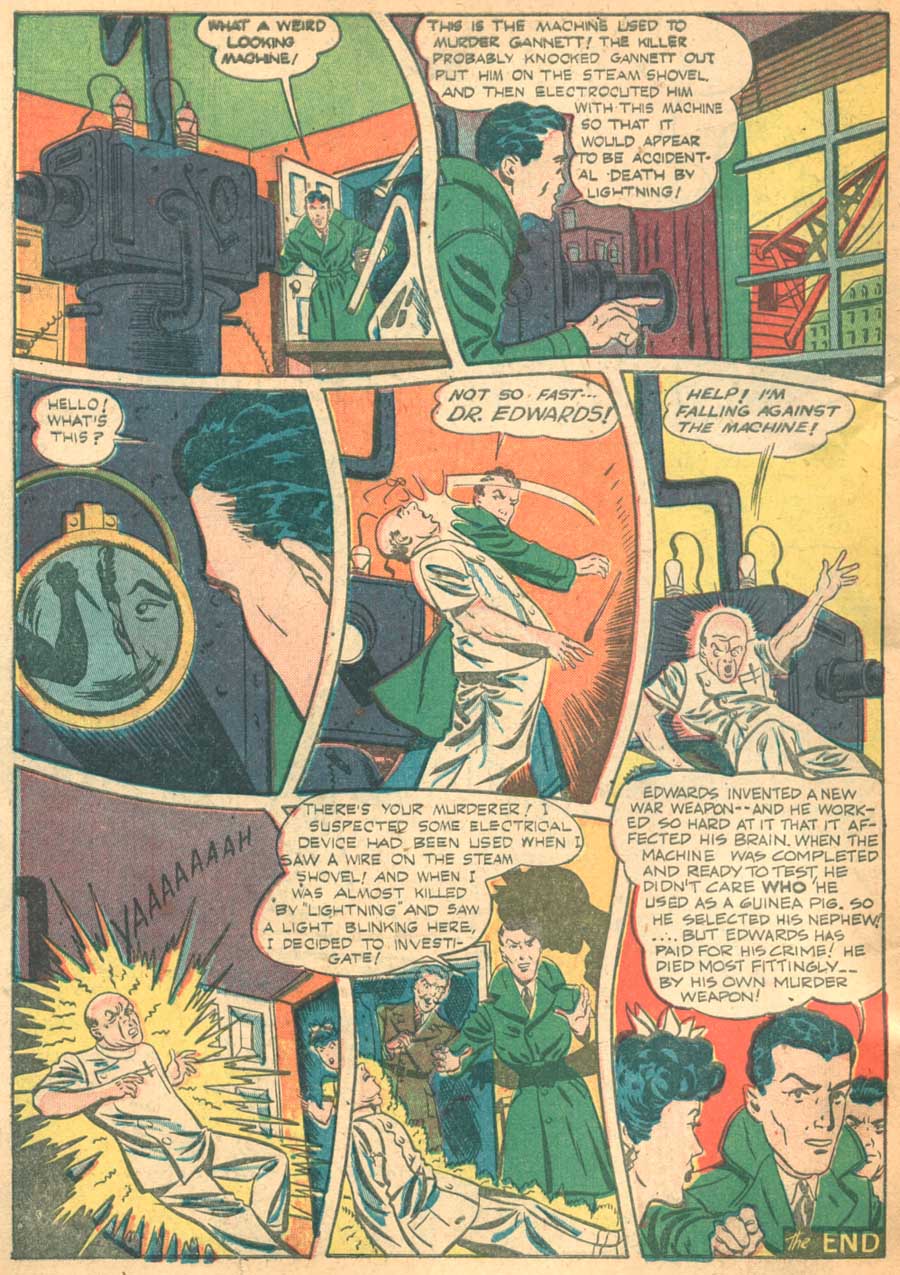 WHAT A WEIRD
LOOKING
MACHINE!
THIS IS THE MACHINE USED TO
MURDER GANNETT! THE KILLER
PROBABLY KNOCKED GANNETT OUT
PUT HIM ON THE STEAM SHOVEL,
AND THEN ELECTROCUTED HIM
WITH THIS MACHINE
SO THAT IT
WOULD APPEAR
TO BE ACCIDENT-
AL DEATH BY
LIGHTNING!
HELLO!
WHAT'S
THIS?
NOT SO FAST---
DR. EDWARDS!
HELP! I'M
FALLING AGAINST
THE MACHINE!
YAAAAAAAAH
THERE'S YOUR MURDERER! I
SUSPECTED SOME ELECTRICAL
DEVICE HAD BEEN USED WHEN I
SAW A WIRE ON THE STEAM
SHOVEL! AND WHEN I
WAS ALMOST KILLED
BY "LIGHTNING" AND SAW
A LIGHT BLINKING HERE,
I DECIDED TO INVESTI-
GATE!
EDWARDS INVENTED A NEW
WAR WEAPON--AND HE WORK-
ED SO HARD AT IT THAT IT AF-
FECTED HIS BRAIN. WHEN THE
MACHINE WAS COMPLETED
AND READY TO TEST, HE
DIDN'T CARE WHO HE
USED AS A GUINEA PIG. SO
HE SELECTED HIS NEPHEW!
.... BUT EDWARDS HAS
PAID FOR HIS CRIME! HE
DIED MOST FITTINGLY--
BY HIS OWN MURDER
WEAPON!
The END